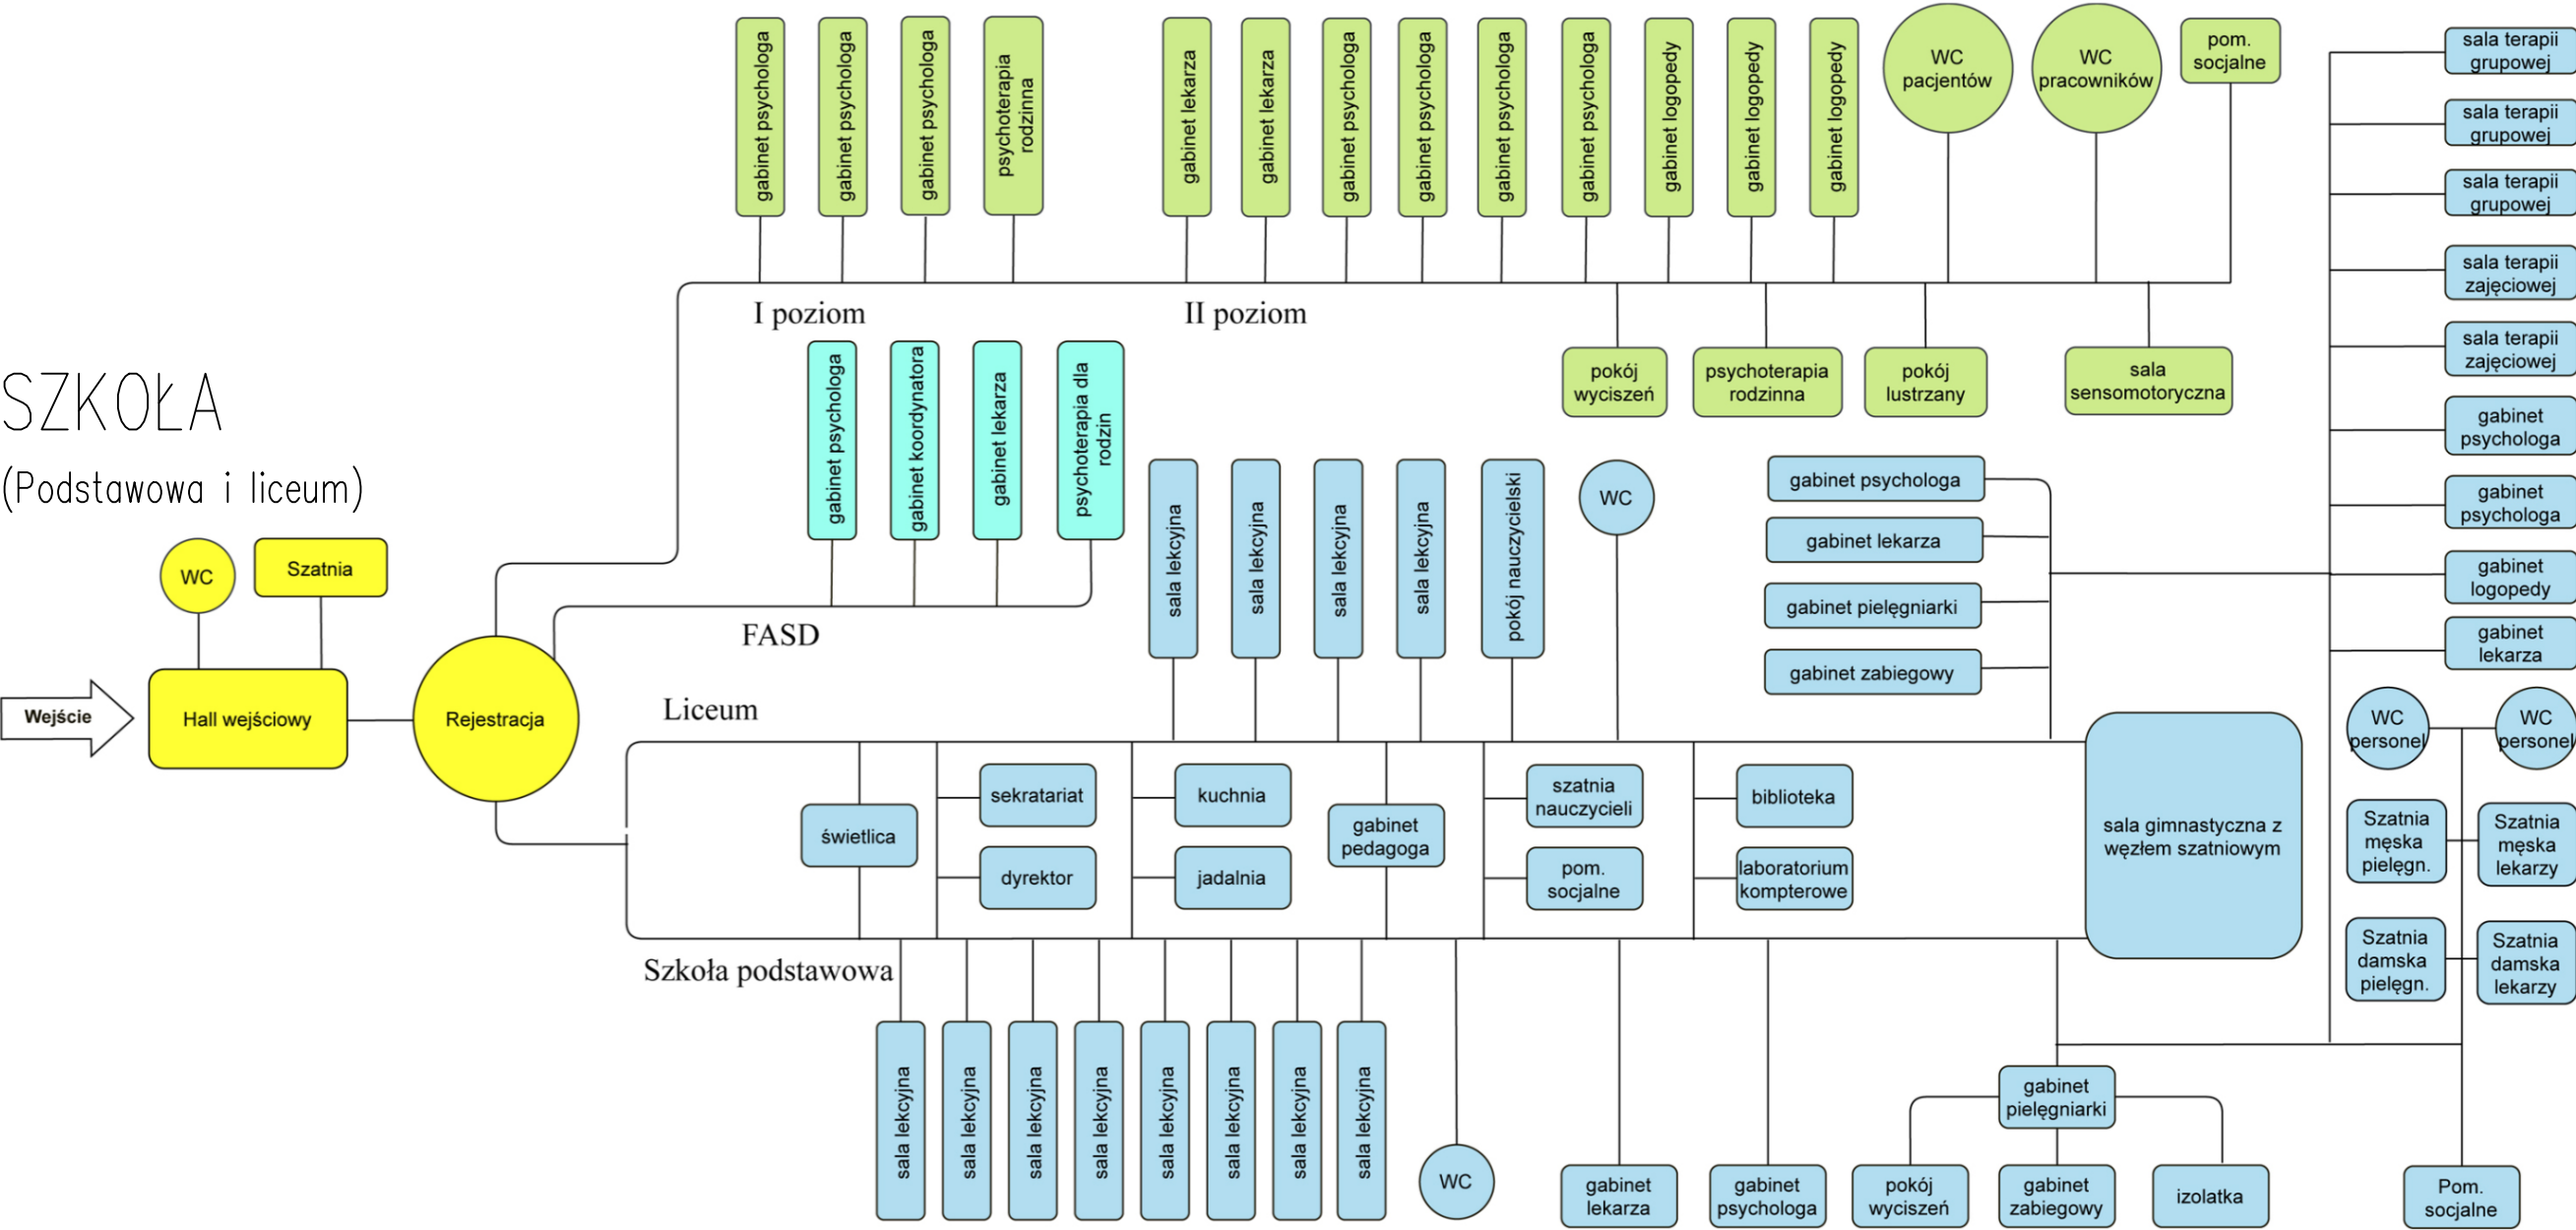 gabinet psychologa
gabinet psychologa
gabinet psychologa
psychoterapia
rodzinna
gabinet lekarza
gabinet lekarza
gabinet psychologa
gabinet psychologa
gabinet psychologa
gabinet psychologa
gabinet logopedy
gabinet logopedy
gabinet logopedy
WC
pacjentów
WC
pracowników
pom.
socjalne
I poziom
II poziom
pokój
wyciszeń
psychoterapia
rodzinna
pokój
lustrzany
sala
sensomotoryczna
sala terapii
grupowej
sala terapii
grupowej
sala terapii
grupowej
sala terapii
zajęciowej
sala terapii
zajęciowej
gabinet
psychologa
gabinet
psychologa
gabinet
logopedy
gabinet
lekarza
SZKOŁA
(Podstawowa i liceum)
WC
Szatnia
Wejście
Hall wejściowy
Rejestracja
gabinet psychologa
gabinet koordynatora
gabinet lekarza
psychoterapia dla
rodzin
FASD
sala lekcyjna
sala lekcyjna
sala lekcyjna
sala lekcyjna
pokój nauczycielski
WC
gabinet psychologa
gabinet lekarza
gabinet pielęgniarki
gabinet zabiegowy
Liceum
świetlica
sekratariat
dyrektor
kuchnia
jadalnia
gabinet
pedagoga
szatnia
nauczycieli
pom.
socjalne
biblioteka
laboratorium
kompterowe
sala gimnastyczna z
węzłem szatniowym
WC
personel
WC
personel
Szatnia
męska
pielęgn.
Szatnia
męska
lekarzy
Szatnia
damska
pielęgn.
Szatnia
damska
lekarzy
Szkoła podstawowa
sala lekcyjna
sala lekcyjna
sala lekcyjna
sala lekcyjna
sala lekcyjna
sala lekcyjna
sala lekcyjna
sala lekcyjna
WC
gabinet
lekarza
gabinet
psychologa
gabinet
pielęgniarki
pokój
wyciszeń
gabinet
zabiegowy
izolatka
Pom.
socjalne